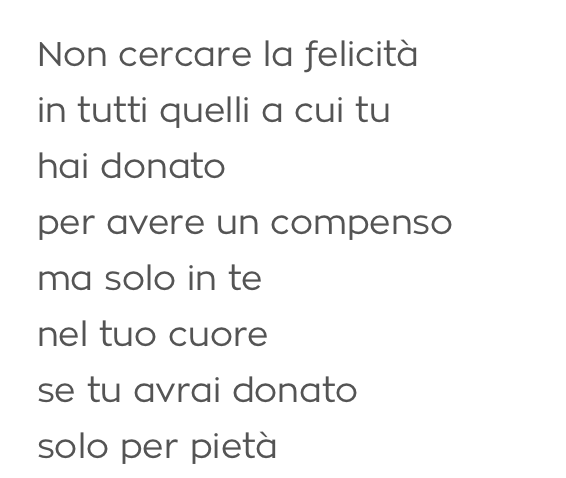 Non cercare la felicità
in tutti quelli a cui tu
hai donato
per avere un compenso
ma solo in te
nel tuo cuore
se tu avrai donato
solo per pietà